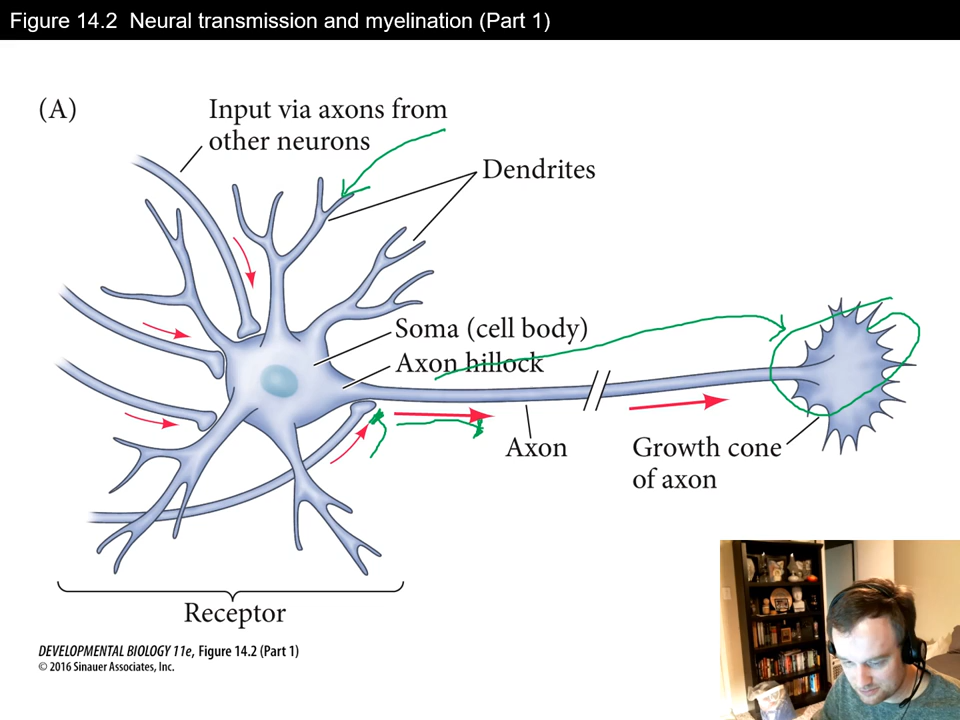 Figure 14.2 Neural transmission and myelination (Part 1)
(A)
Input via axons from
other neurons
Dendrites
Soma (cell body)
Axon hillock
Axon
Growth cone
of axon
Receptor
DEVELOPMENTAL BIOLOGY 11e, Figure 14.2 (Part 1)
© 2016 Sinauer Associates, Inc.